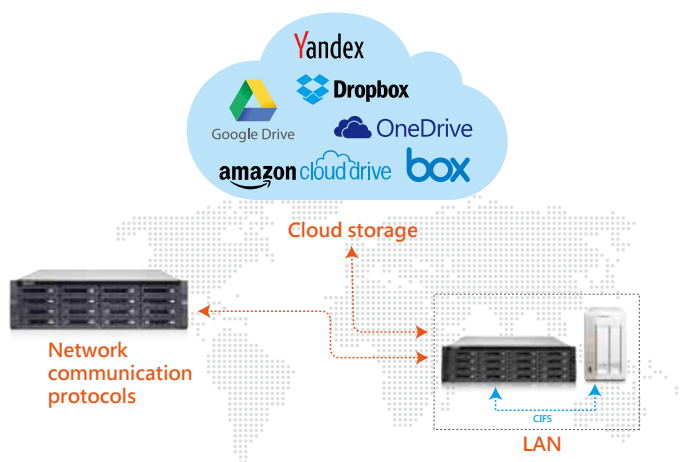 Yandex
Dropbox
Google Drive
OneDrive
amazon cloud drive
box
Cloud storage
Network
communication
protocols
CIFS
LAN